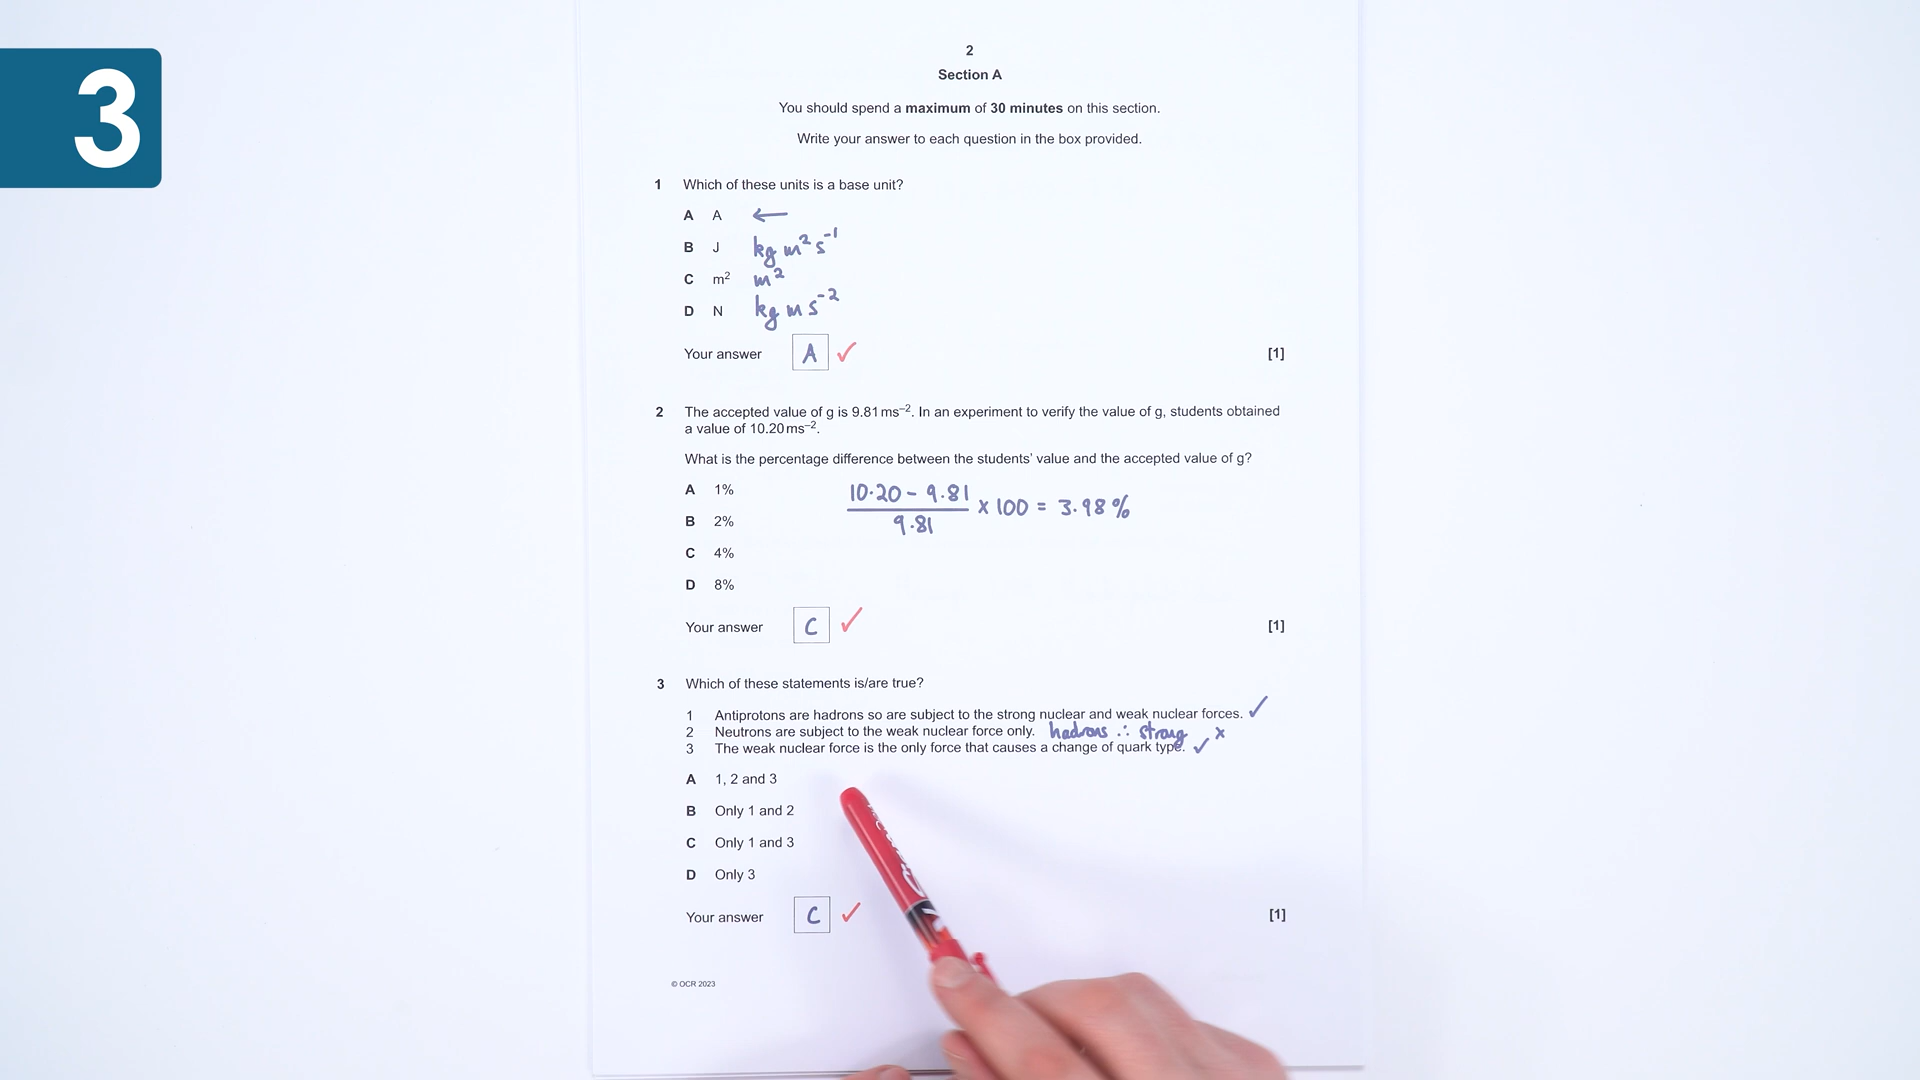 3
2
Section A
You should spend a maximum of 30 minutes on this section.
Write your answer to each question in the box provided.
1 Which of these units is a base unit?
A A ←
B J kg m² s⁻¹
C m² m²
D N kg m s⁻²
Your answer A ✓ [1]
2 The accepted value of g is 9.81 ms⁻². In an experiment to verify the value of g, students obtained
a value of 10.20 ms⁻².
What is the percentage difference between the students' value and the accepted value of g?
A 1% 10.20 - 9.81
B 2% 9.81 x 100 = 3.98%
C 4%
D 8%
Your answer C ✓ [1]
3 Which of these statements is/are true?
1 Antiprotons are hadrons so are subject to the strong nuclear and weak nuclear forces. ✓
2 Neutrons are subject to the weak nuclear force only. hadrons ∴ strong x
3 The weak nuclear force is the only force that causes a change of quark type. ✓
A 1, 2 and 3
B Only 1 and 2
C Only 1 and 3
D Only 3
Your answer C ✓ [1]
© OCR 2023